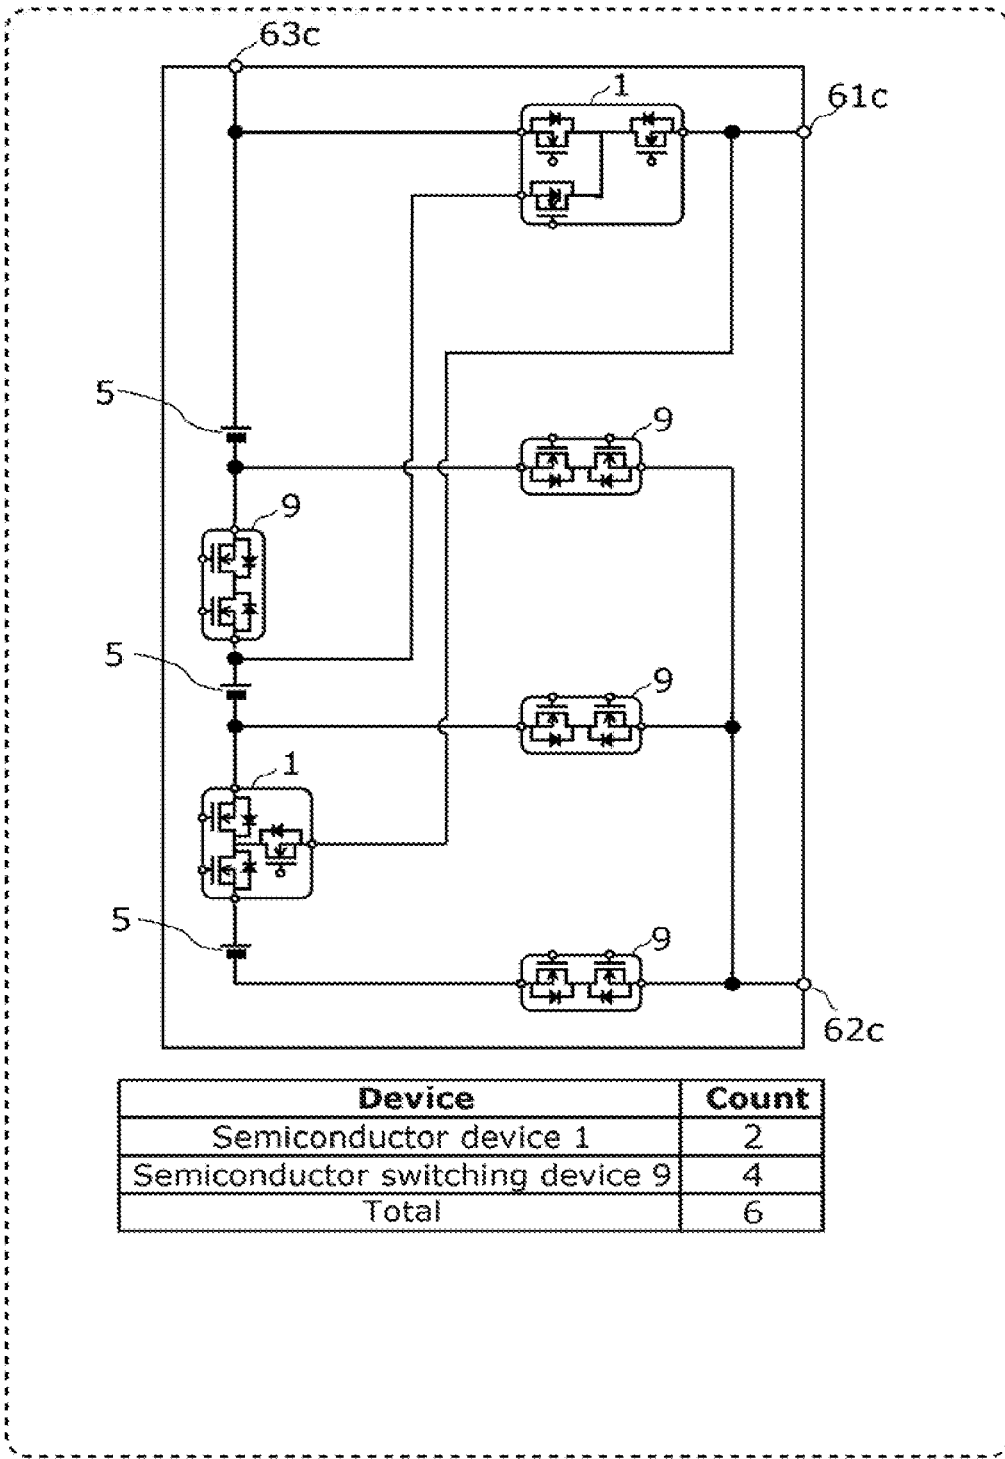 63c
1
61c
5
9
9
5
9
1
5
9
62c
Device Count
Semiconductor device 1 2
Semiconductor switching device 9 4
Total 6